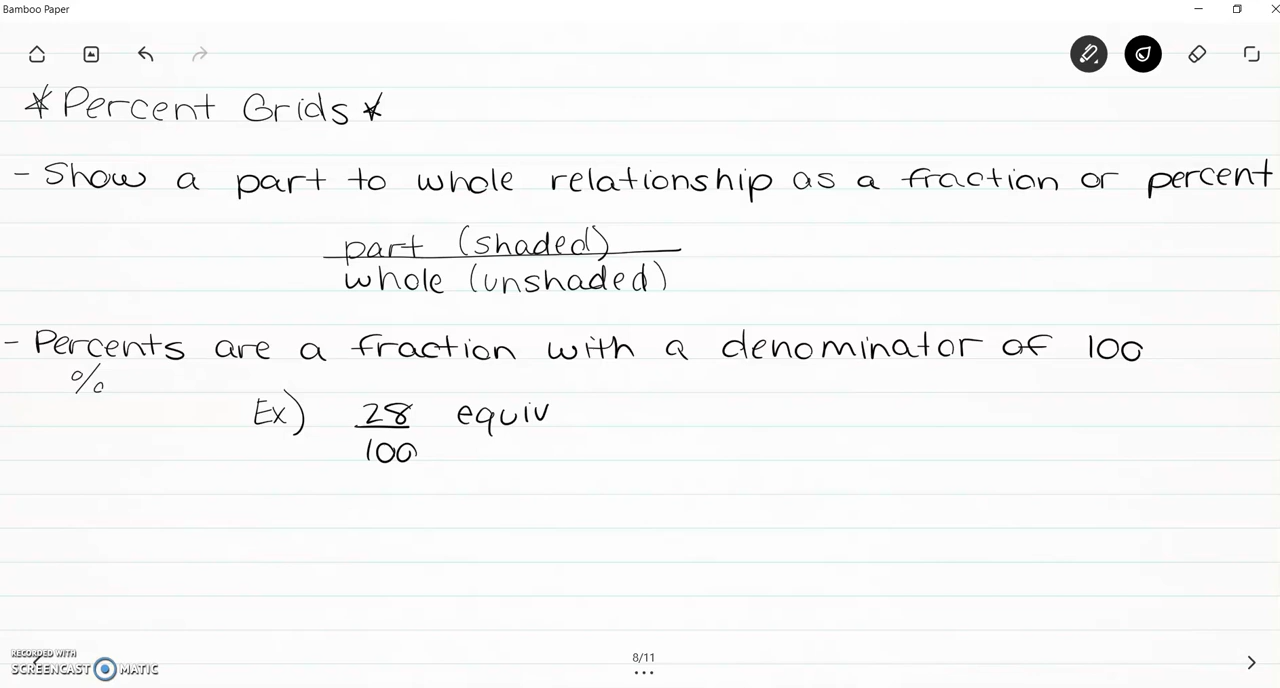 Bamboo Paper
*Percent Grids*
- Show a part to whole relationship as a fraction or percent
part (shaded)
whole (unshaded)
- Percents are a fraction with a denominator of 100
%
Ex) 28 equiv
100
RECORDED WITH
SCREENCAST MATIC
8/11